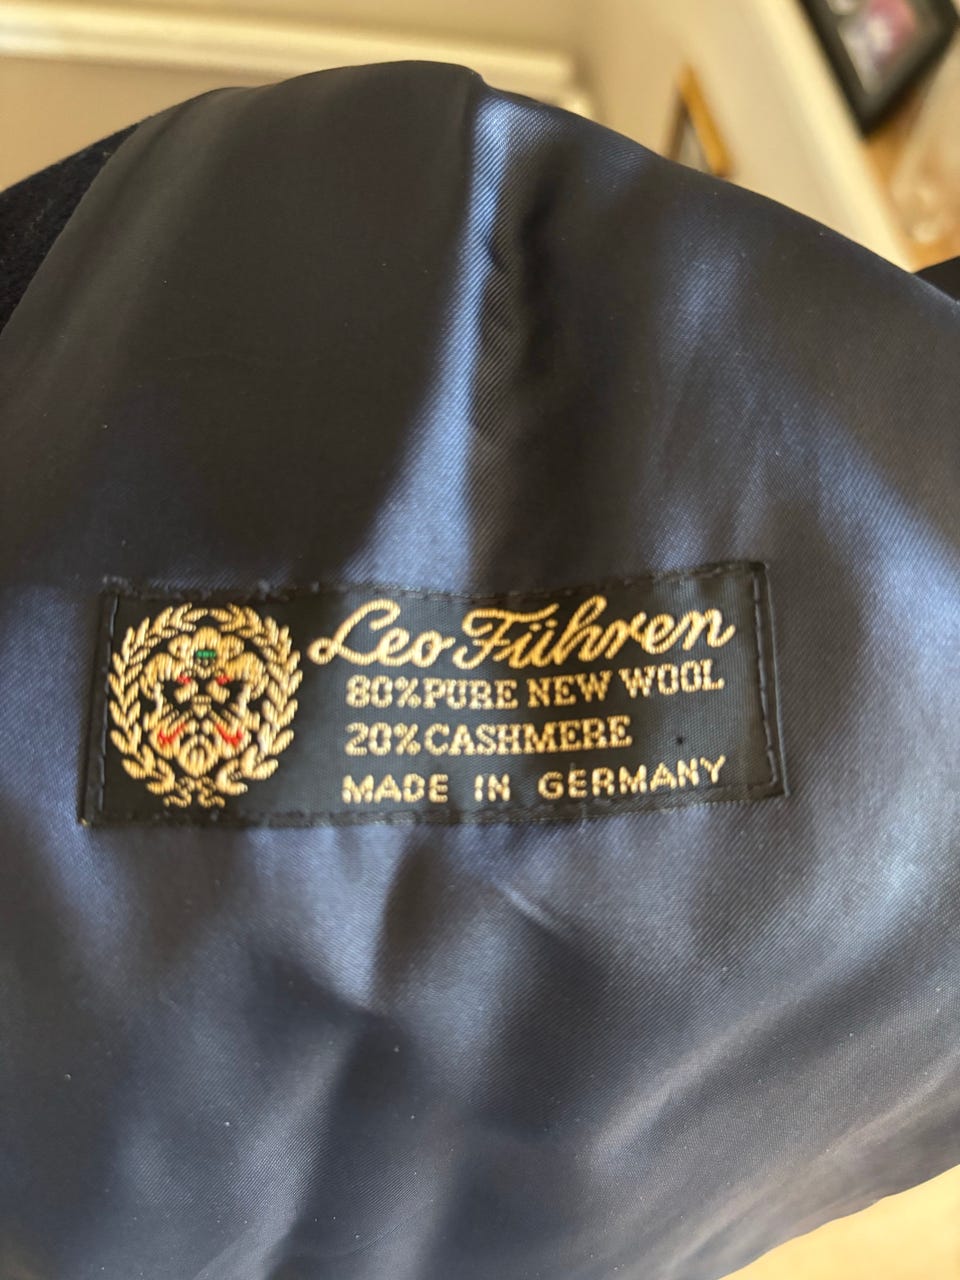 Leo Führen
80% PURE NEW WOOL
20% CASHMERE
MADE IN GERMANY